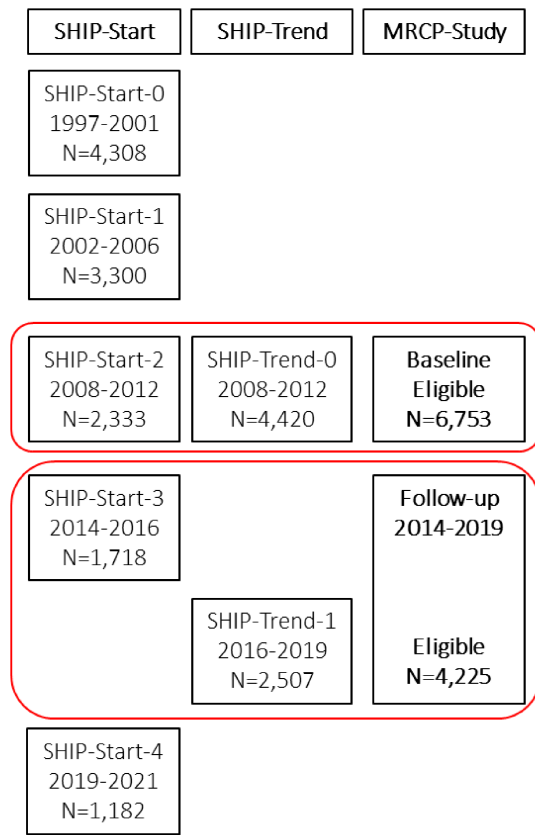 SHIP-Start
SHIP-Trend
MRCP-Study
SHIP-Start-0
1997-2001
N=4,308
SHIP-Start-1
2002-2006
N=3,300
SHIP-Start-2
2008-2012
N=2,333
SHIP-Trend-0
2008-2012
N=4,420
Baseline
Eligible
N=6,753
SHIP-Start-3
2014-2016
N=1,718
Follow-up
2014-2019
SHIP-Trend-1
2016-2019
N=2,507
Eligible
N=4,225
SHIP-Start-4
2019-2021
N=1,182